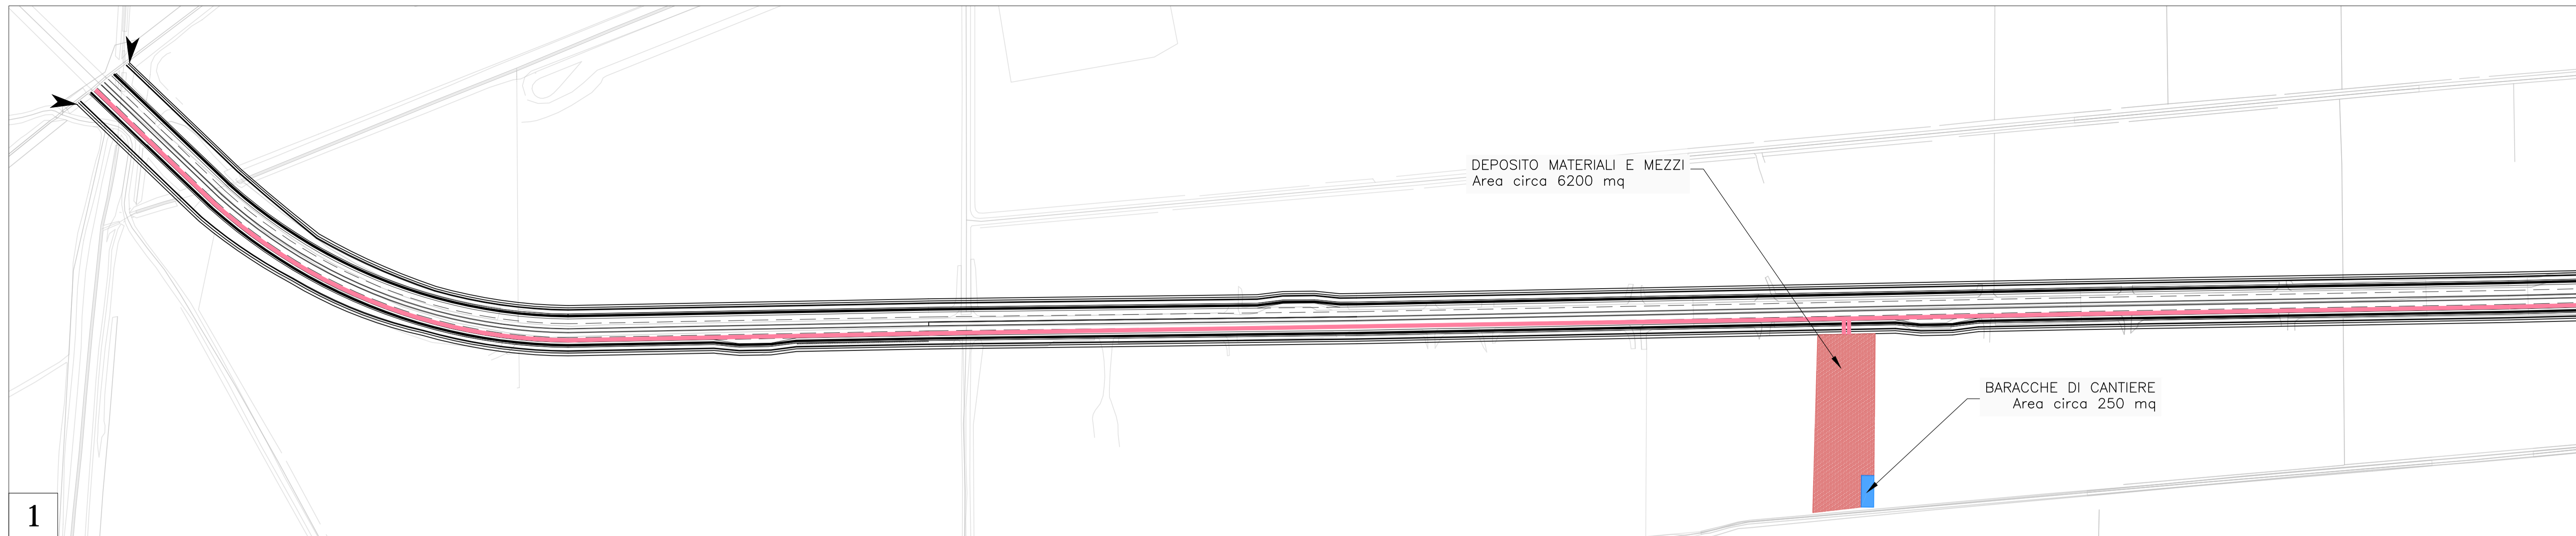 DEPOSITO MATERIALI E MEZZI
Area circa 6200 mq
BARACCHE DI CANTIERE
Area circa 250 mq
1